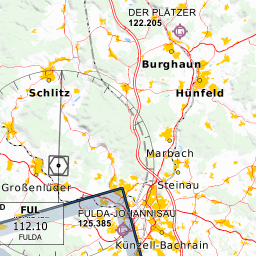 DER PLÄTZER
122.205
Burghaun
Schlitz
Hünfeld
Marbach
Großenlüder
Steinau
FUL
FULDA-JOHANNISAU
D
112.10
125.385
FULDA
Künzell-Bachrain